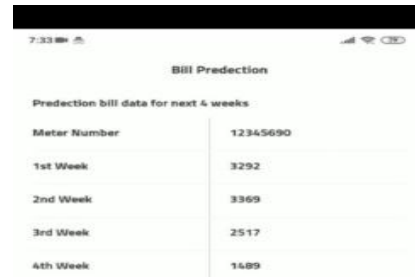 7:33
Bill Predection
Predection bill data for next 4 weeks
Meter Number 12345690
1st Week 3292
2nd Week 3369
3rd Week 2517
4th Week 1489